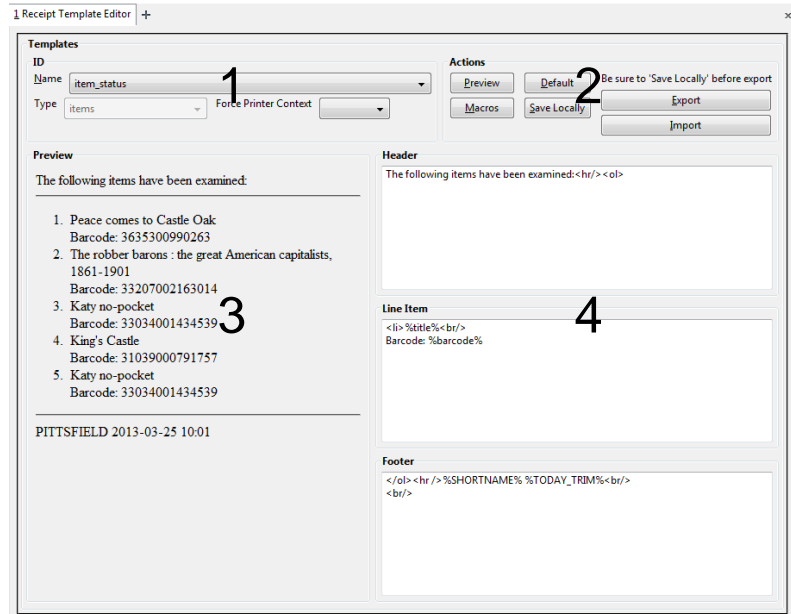 1 Receipt Template Editor
Templates
ID
Name item_status
Type items Force Printer Context
1
Actions
Preview Default Be sure to 'Save Locally' before export
Macros Save Locally Export
Import
2
Preview
The following items have been examined:
1. Peace comes to Castle Oak
Barcode: 3635300990263
2. The robber barons : the great American capitalists,
1861-1901
Barcode: 33207002163014
3. Katy no-pocket
Barcode: 33034001434539
4. King's Castle
Barcode: 31039000791757
5. Katy no-pocket
Barcode: 33034001434539
PITTSFIELD 2013-03-25 10:01
3
Header
The following items have been examined:<hr/><ol>
Line Item
<li>%title%<br/>
Barcode: %barcode%
4
Footer
</ol><hr />%SHORTNAME% %TODAY_TRIM%<br/>
<br/>